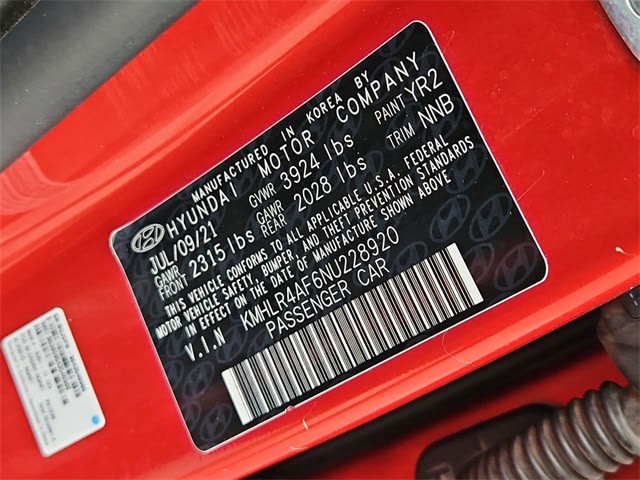 MANUFACTURED IN KOREA BY
HYUNDAI MOTOR COMPANY
JUL/09/21 GVWR 3924 lbs PAINT YR2
GAWR FRONT 2315 lbs GAWR REAR 2028 lbs TRIM NNB
THIS VEHICLE CONFORMS TO ALL APPLICABLE U.S.A. FEDERAL
MOTOR VEHICLE SAFETY, BUMPER, AND THEFT PREVENTION STANDARDS
IN EFFECT ON THE DATE OF MANUFACTURE SHOWN ABOVE.
V.I.N KMHLR4AF6NU228920
PASSENGER CAR